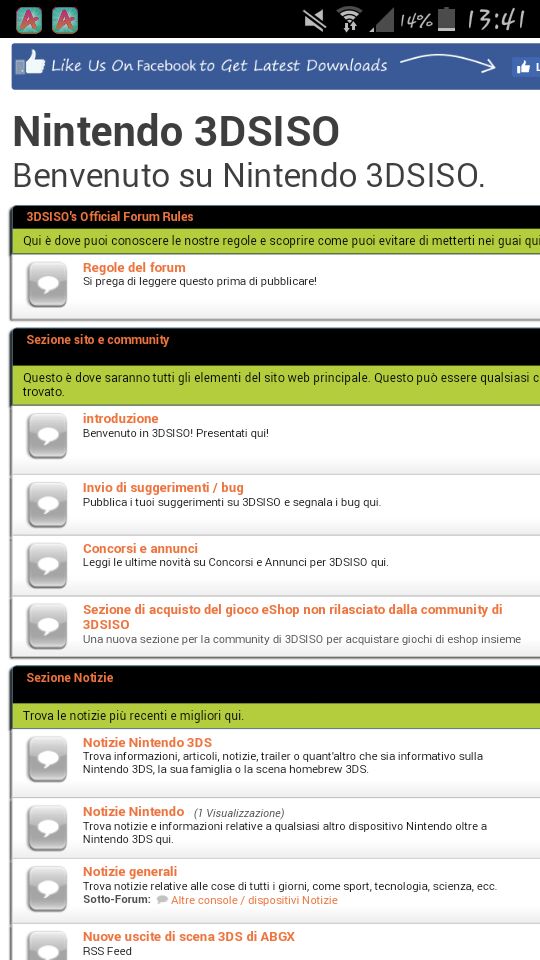 14% 13:41
Like Us On Facebook to Get Latest Downloads
Nintendo 3DSISO
Benvenuto su Nintendo 3DSISO.
3DSISO's Official Forum Rules
Qui è dove puoi conoscere le nostre regole e scoprire come puoi evitare di metterti nei guai qui
Regole del forum
Si prega di leggere questo prima di pubblicare!
Sezione sito e community
Questo è dove saranno tutti gli elementi del sito web principale. Questo può essere qualsiasi c
trovato.
introduzione
Benvenuto in 3DSISO! Presentati qui!
Invio di suggerimenti / bug
Pubblica i tuoi suggerimenti su 3DSISO e segnala i bug qui.
Concorsi e annunci
Leggi le ultime novità su Concorsi e Annunci per 3DSISO qui.
Sezione di acquisto del gioco eShop non rilasciato dalla community di
3DSISO
Una nuova sezione per la community di 3DSISO per acquistare giochi di eshop insieme
Sezione Notizie
Trova le notizie più recenti e migliori qui.
Notizie Nintendo 3DS
Trova informazioni, articoli, notizie, trailer o quant'altro che sia informativo sulla
Nintendo 3DS, la sua famiglia o la scena homebrew 3DS.
Notizie Nintendo (1 Visualizzazione)
Trova notizie e informazioni relative a qualsiasi altro dispositivo Nintendo oltre a
Nintendo 3DS qui.
Notizie generali
Trova notizie relative alle cose di tutti i giorni, come sport, tecnologia, scienza, ecc.
Sotto-Forum: Altre console / dispositivi Notizie
Nuove uscite di scena 3DS di ABGX
RSS Feed